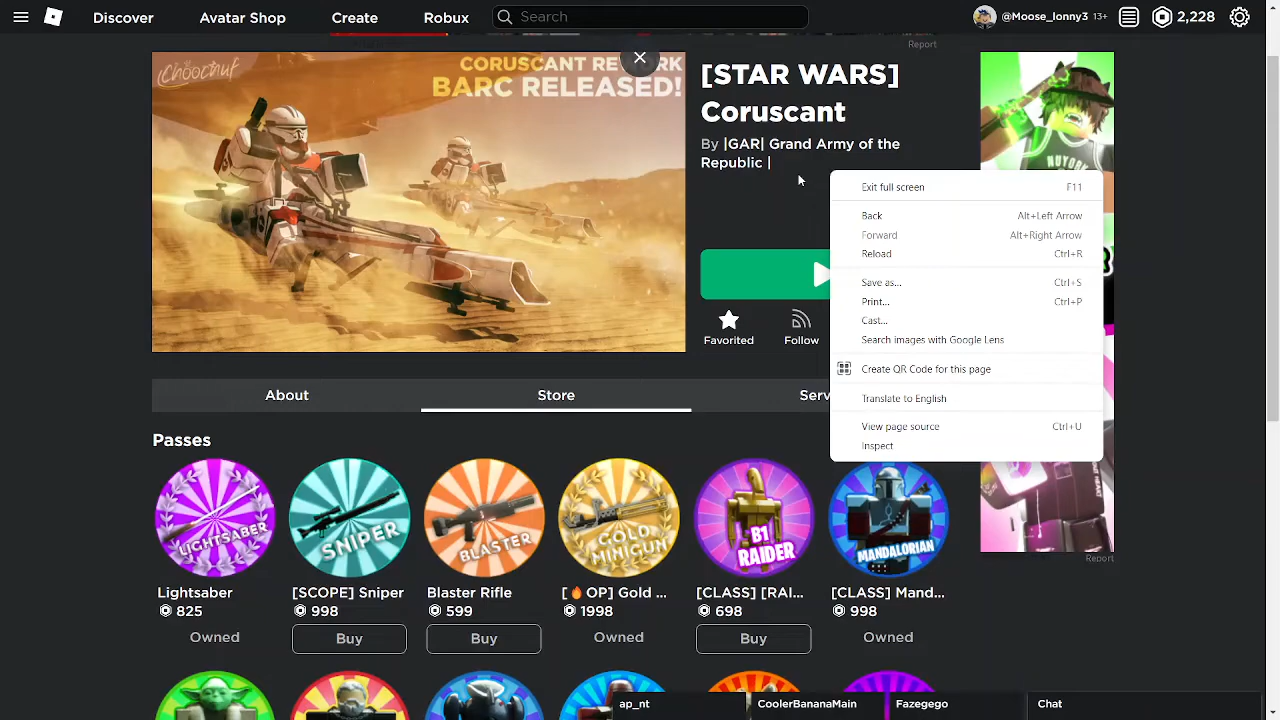 Discover
Avatar Shop
Create
Robux
Search
@Moose_lonny3 13+
2,228
Report
Choochuf
CORUSCANT REWORK
BARC RELEASED!
[STAR WARS]
Coruscant
By |GAR| Grand Army of the
Republic |
NUYORK
Exit full screen F11
Back Alt+Left Arrow
Forward Alt+Right Arrow
Reload Ctrl+R
Save as... Ctrl+S
Print... Ctrl+P
Cast...
Search images with Google Lens
Create QR Code for this page
Translate to English
View page source Ctrl+U
Inspect
Favorited
Follow
About
Store
Serv
Passes
LIGHTSABER
SNIPER
BLASTER
GOLD
MINIGUN
B1
RAIDER
MANDALORIAN
Report
Lightsaber
825
Owned
[SCOPE] Sniper
998
Buy
Blaster Rifle
599
Buy
[🔥OP] Gold ...
1998
Owned
[CLASS] [RAI...
698
Buy
[CLASS] Mand...
998
Owned
ap_nt
CoolerBananaMain
Fazegego
Chat